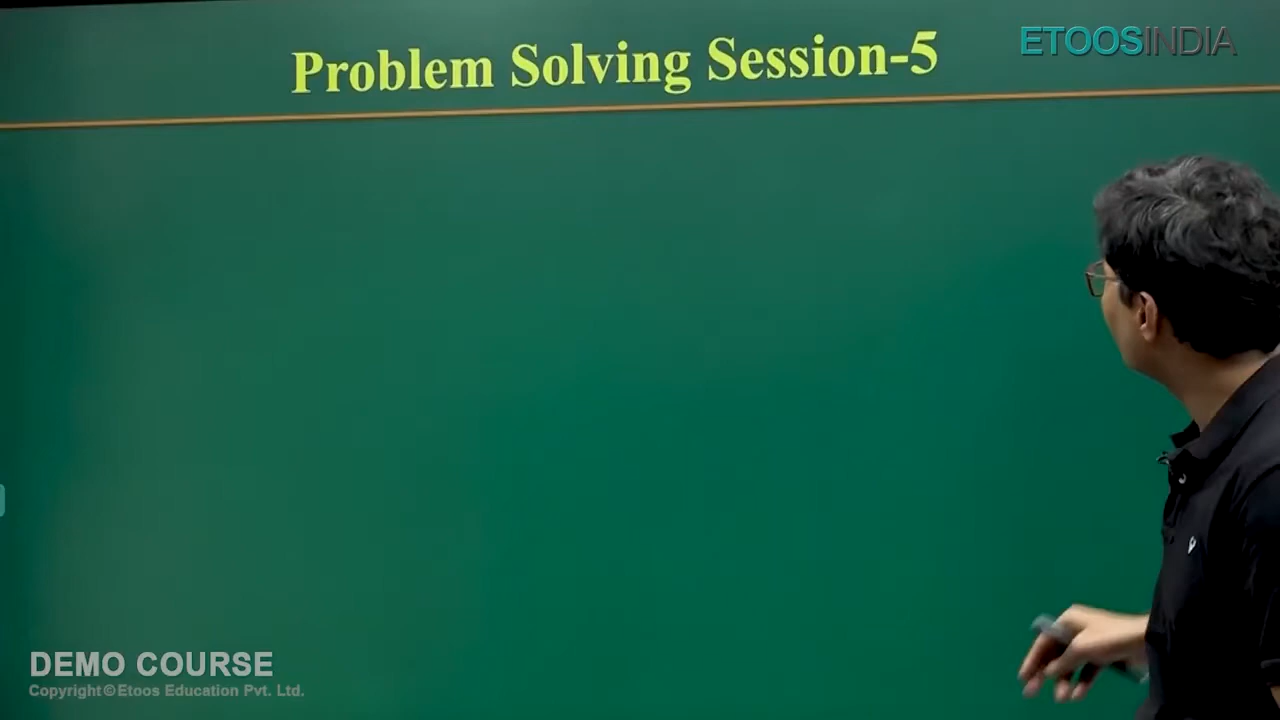 Problem Solving Session-5
ETOOSINDIA
DEMO COURSE
Copyright©Etoos Education Pvt. Ltd.